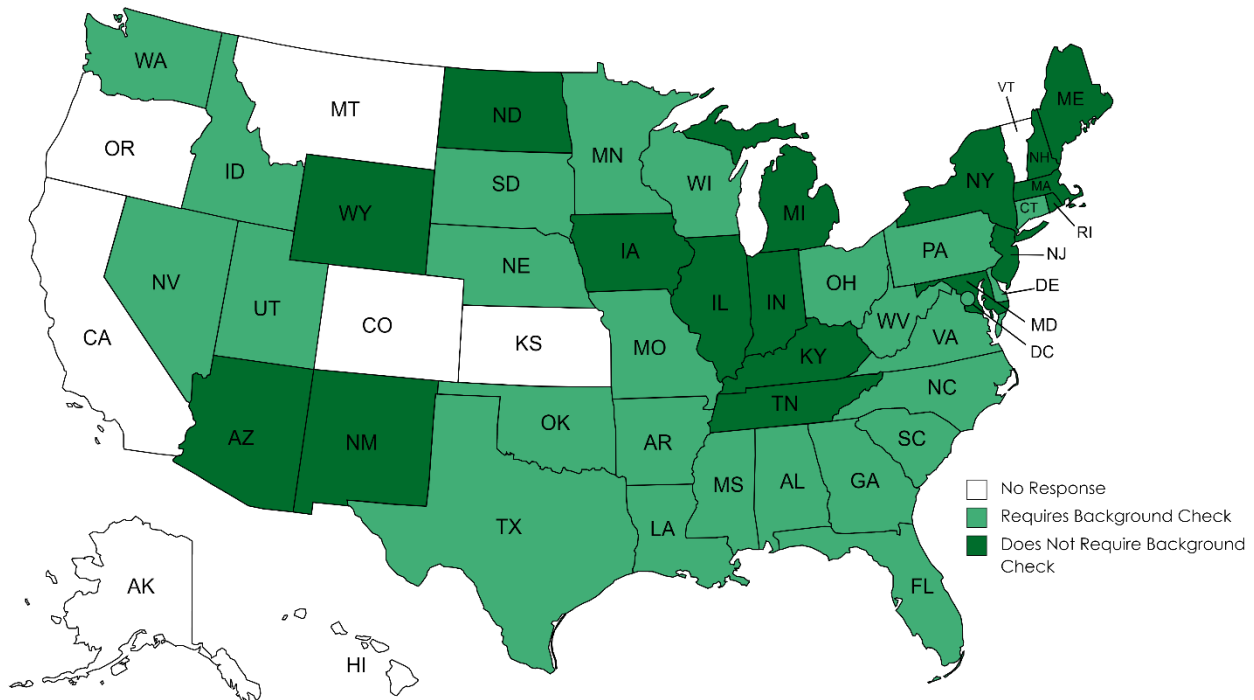 WA
MT
ND
MN
VT
ME
OR
ID
SD
WI
NH
NY
MA
WY
MI
CT
RI
IA
PA
NJ
NE
NV
UT
IL
IN
OH
DE
CA
CO
KS
MO
WV
VA
MD
DC
KY
NC
TN
AZ
NM
OK
AR
SC
MS
AL
GA
No Response
TX
LA
Requires Background Check
Does Not Require Background
Check
FL
AK
HI